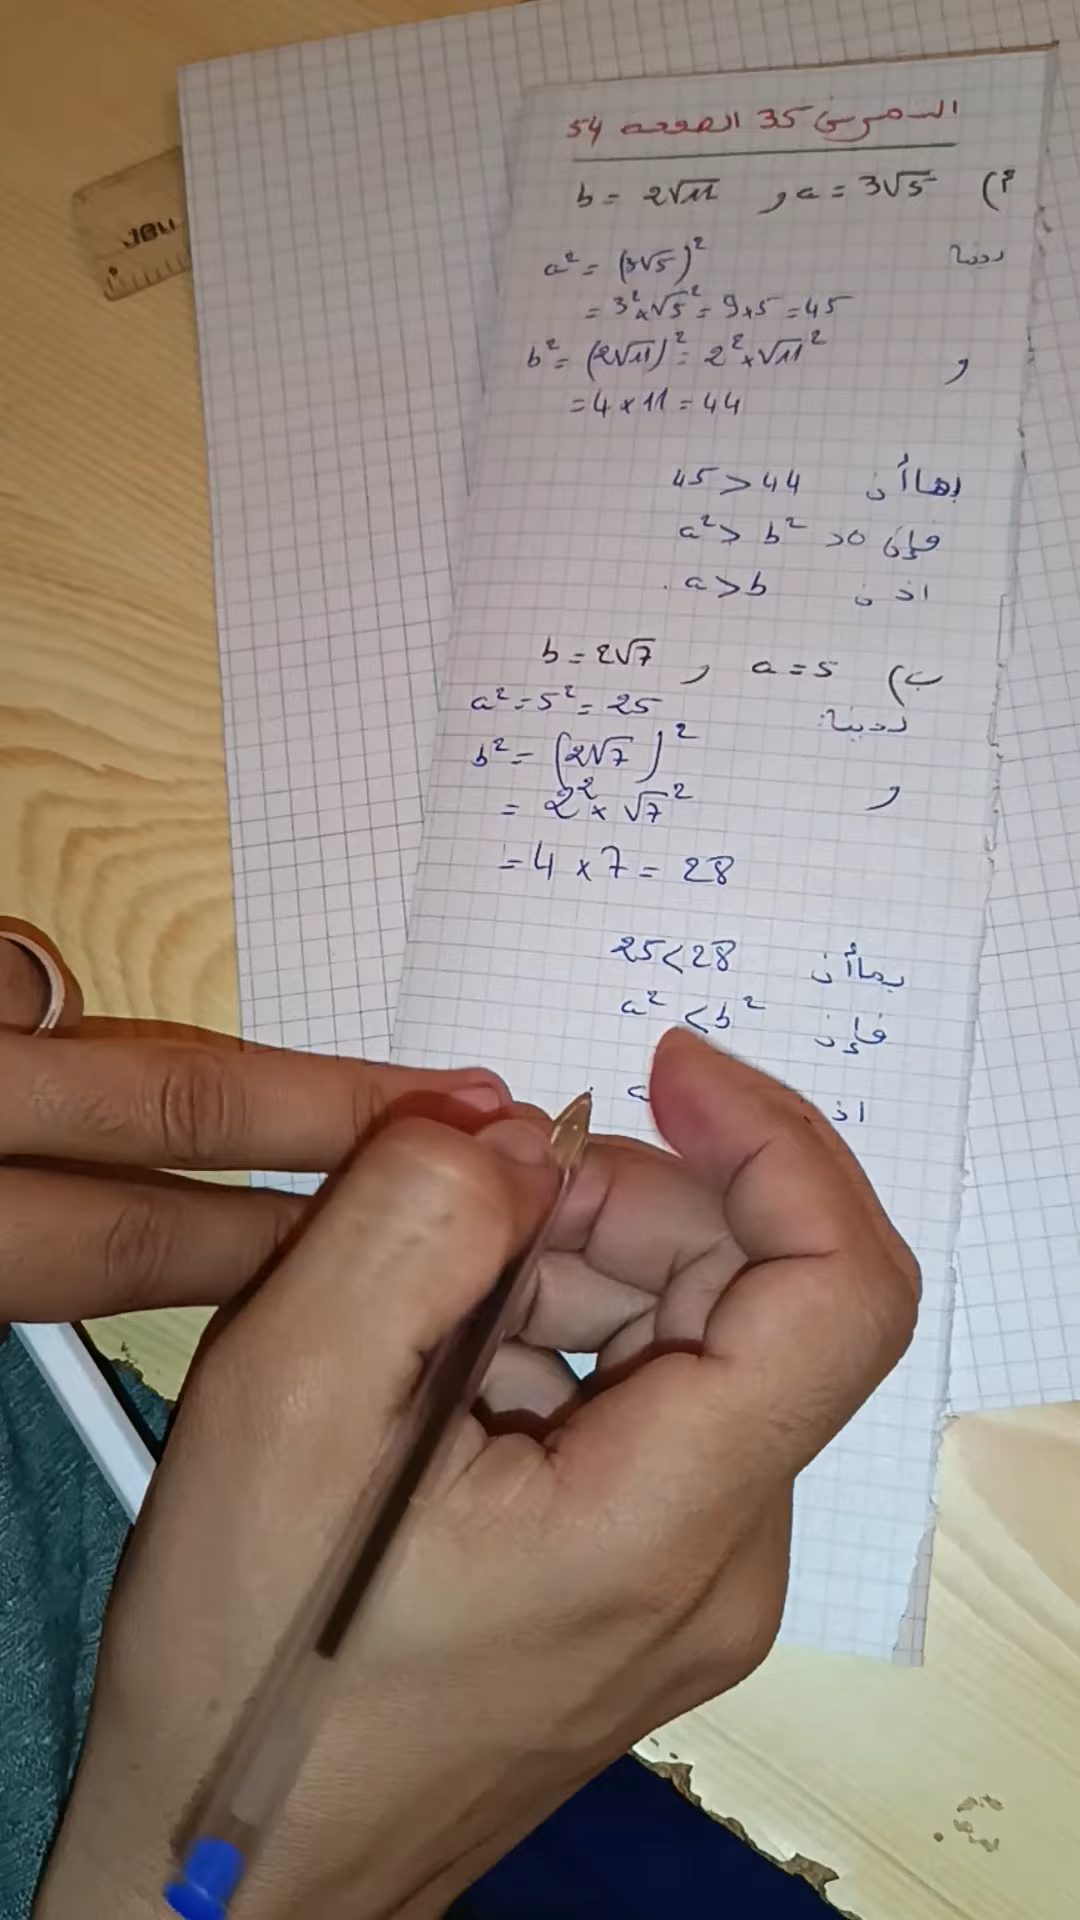 التمرين 35 الصفحة 54
أ) a = 3√5 و b = 2√11
لدينا a² = (3√5)²
= 3² × √5² = 9 × 5 = 45
و b² = (2√11)² = 2² × √11²
= 4 × 11 = 44
بما أن 45 > 44
فإن a² > b² >0
اذن a > b
ب) a = 5 و b = 2√7
لدينا: a² = 5² = 25
و b² = (2√7)²
= 2² × √7²
= 4 × 7 = 28
بما أن 25 < 28
فإن a² < b²